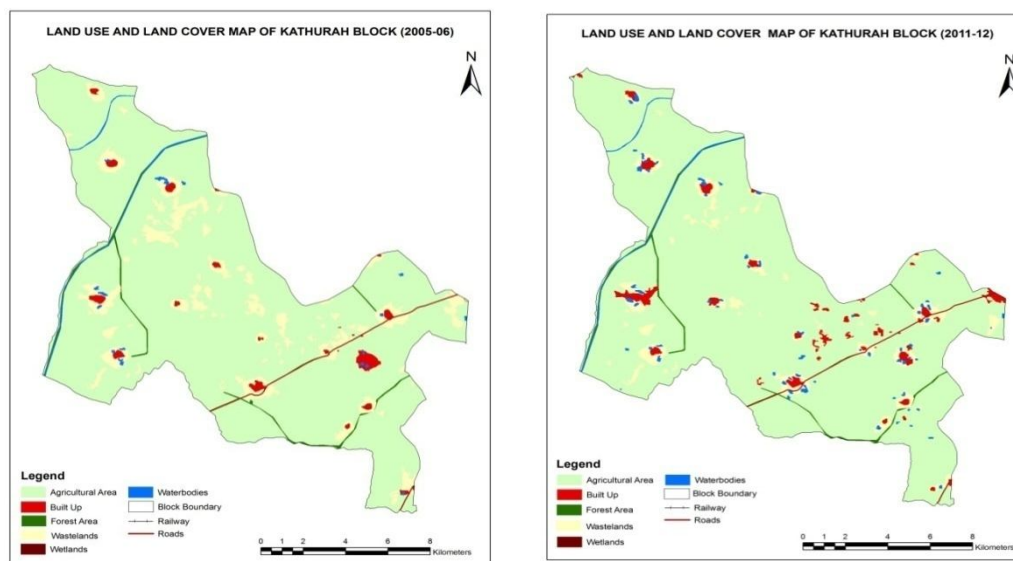 LAND USE AND LAND COVER MAP OF KATHURAH BLOCK (2005-06)
N
Legend
Agricultural Area
Built Up
Forest Area
Wastelands
Wetlands
Waterbodies
Block Boundary
Railway
Roads
0 2 4 6 8
Kilometers
LAND USE AND LAND COVER MAP OF KATHURAH BLOCK (2011-12)
N
Legend
Agricultural Area
Built Up
Forest Area
Wastelands
Wetlands
Waterbodies
Block Boundary
Railway
Roads
0 2 4 6 8
Kilometers